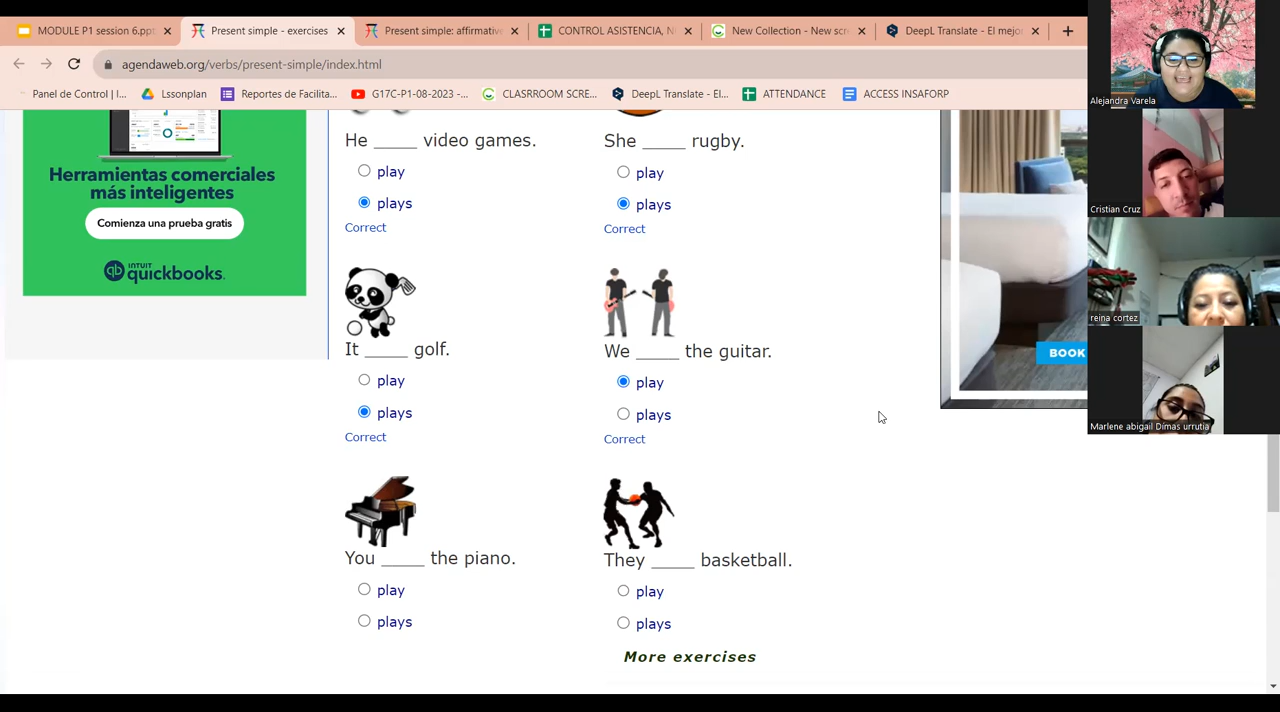 MODULE P1 session 6.ppt
Present simple - exercises
Present simple: affirmativ
CONTROL ASISTENCIA, N
New Collection - New scr
DeepL Translate - El mejo
agendaweb.org/verbs/present-simple/index.html
Panel de Control | I...
Lssonplan
Reportes de Facilita...
G17C-P1-08-2023 -...
CLASRROOM SCRE...
DeepL Translate - El...
ATTENDANCE
ACCESS INSAFORP
Alejandra Varela
Cristian Cruz
reina cortez
Marlene abigail Dimas urrutia
Herramientas comerciales
más inteligentes
Comienza una prueba gratis
INTUIT
quickbooks.
He _____ video games.
play
plays
Correct
She _____ rugby.
play
plays
Correct
It _____ golf.
play
plays
Correct
We _____ the guitar.
play
plays
Correct
You _____ the piano.
play
plays
They _____ basketball.
play
plays
More exercises
BOOK